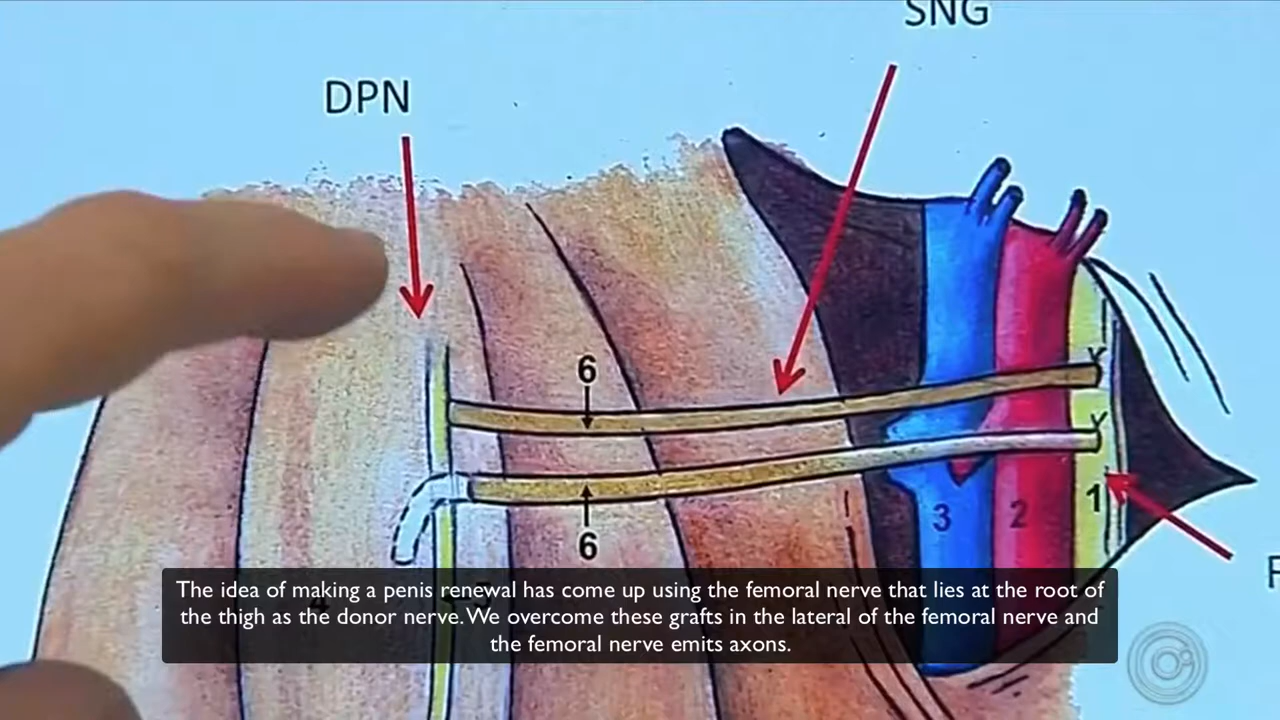 SNG
DPN
6
6
3
2
1
F
The idea of making a penis renewal has come up using the femoral nerve that lies at the root of
the thigh as the donor nerve. We overcome these grafts in the lateral of the femoral nerve and
the femoral nerve emits axons.